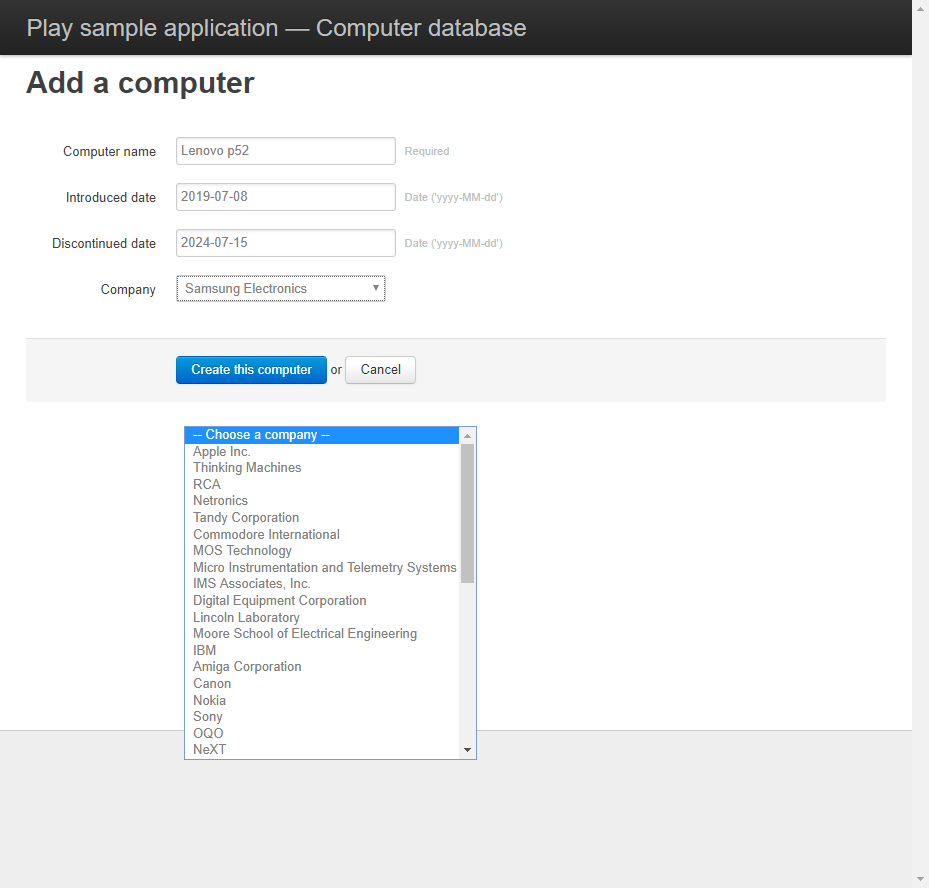 Play sample application — Computer database
Add a computer
Computer name Lenovo p52 Required
Introduced date 2019-07-08 Date ('yyyy-MM-dd')
Discontinued date 2024-07-15 Date ('yyyy-MM-dd')
Company Samsung Electronics
Create this computer or Cancel
-- Choose a company --
Apple Inc.
Thinking Machines
RCA
Netronics
Tandy Corporation
Commodore International
MOS Technology
Micro Instrumentation and Telemetry Systems
IMS Associates, Inc.
Digital Equipment Corporation
Lincoln Laboratory
Moore School of Electrical Engineering
IBM
Amiga Corporation
Canon
Nokia
Sony
OQO
NeXT